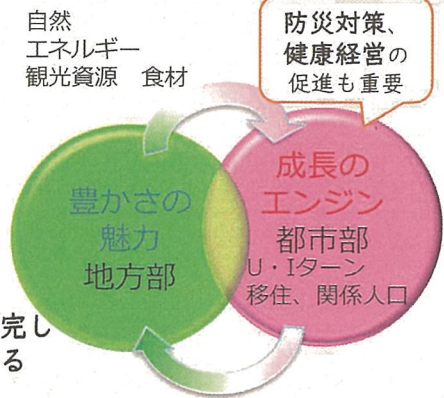 自然
エネルギー
観光資源　食材
防災対策、
健康経営の
促進も重要
豊かさの
魅力
地方部
成長の
エンジン
都市部
U・Iターン
移住、関係人口
完し
る